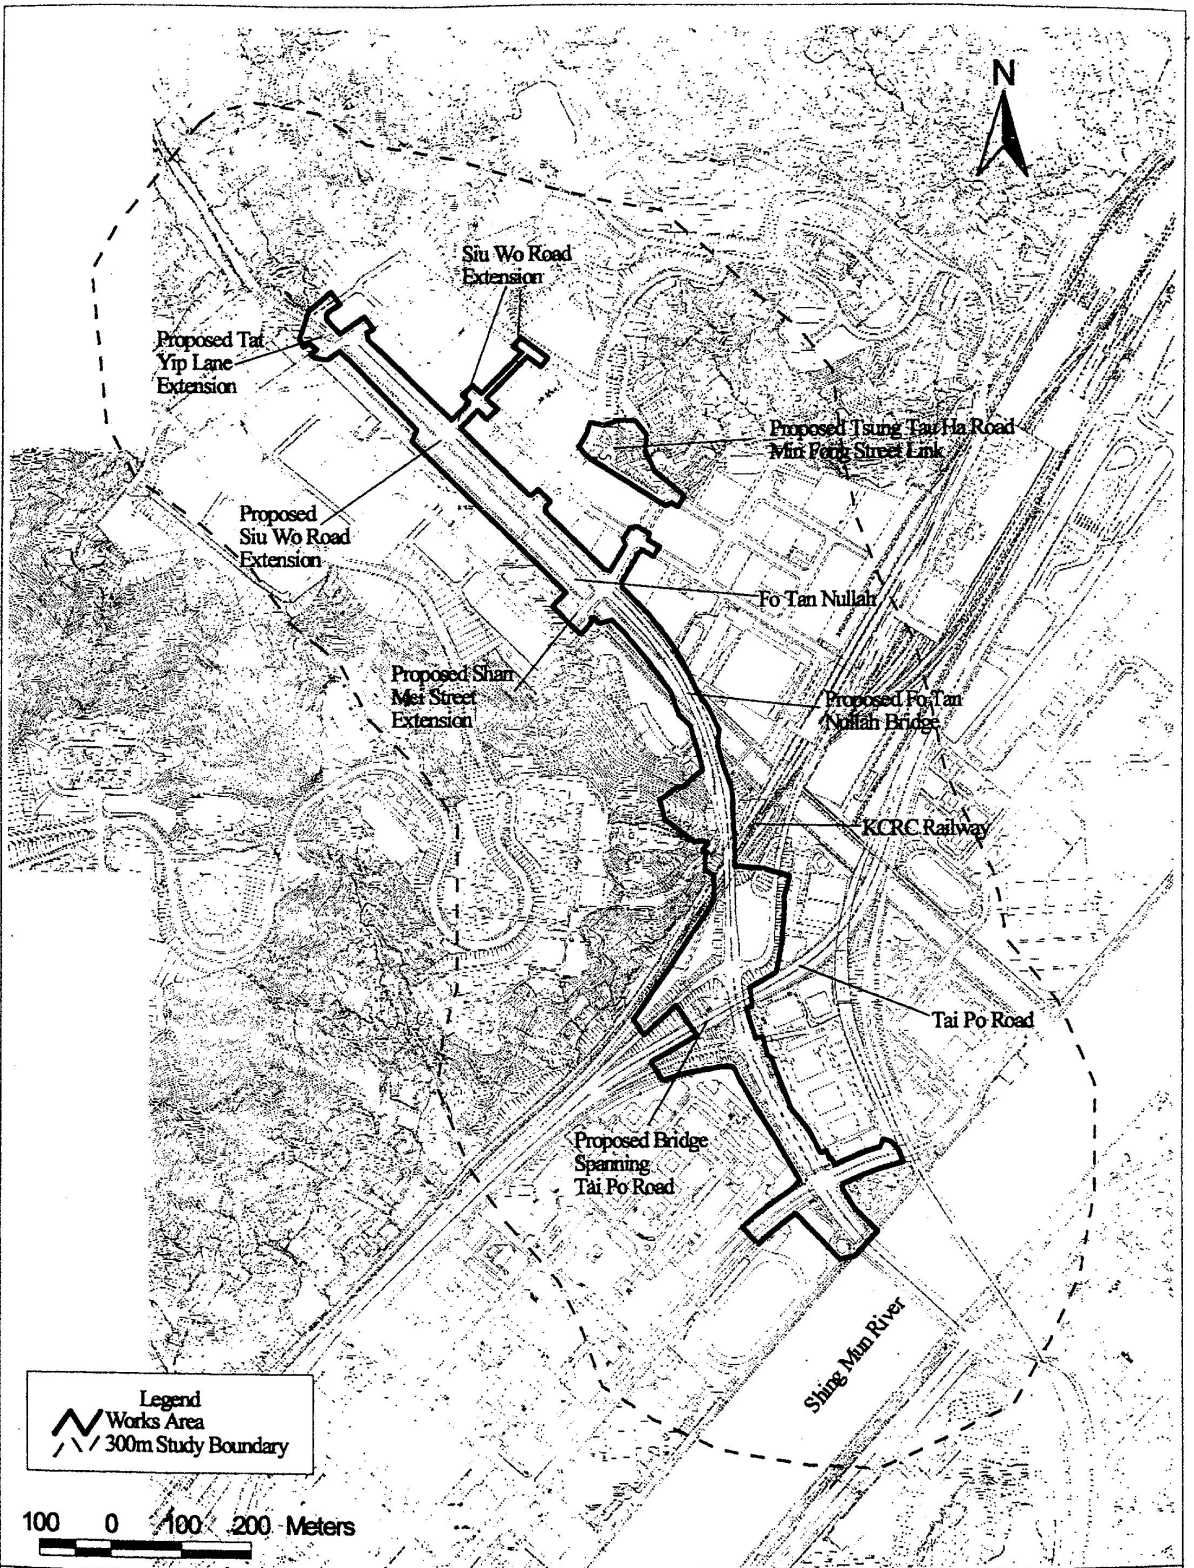 N
Siu Wo Road
Extension
Proposed Tat
Yip Lane
Extension
Proposed Tsung Tau Ha Road
Min Fong Street Link
Proposed
Siu Wo Road
Extension
Fo Tan Nullah
Proposed Shan
Mei Street
Extension
Proposed Fo Tan
Nullah Bridge
KCRC Railway
Tai Po Road
Proposed Bridge
Spanning
Tai Po Road
Shing Mun River
Legend
Works Area
300m Study Boundary
100 0 100 200 Meters